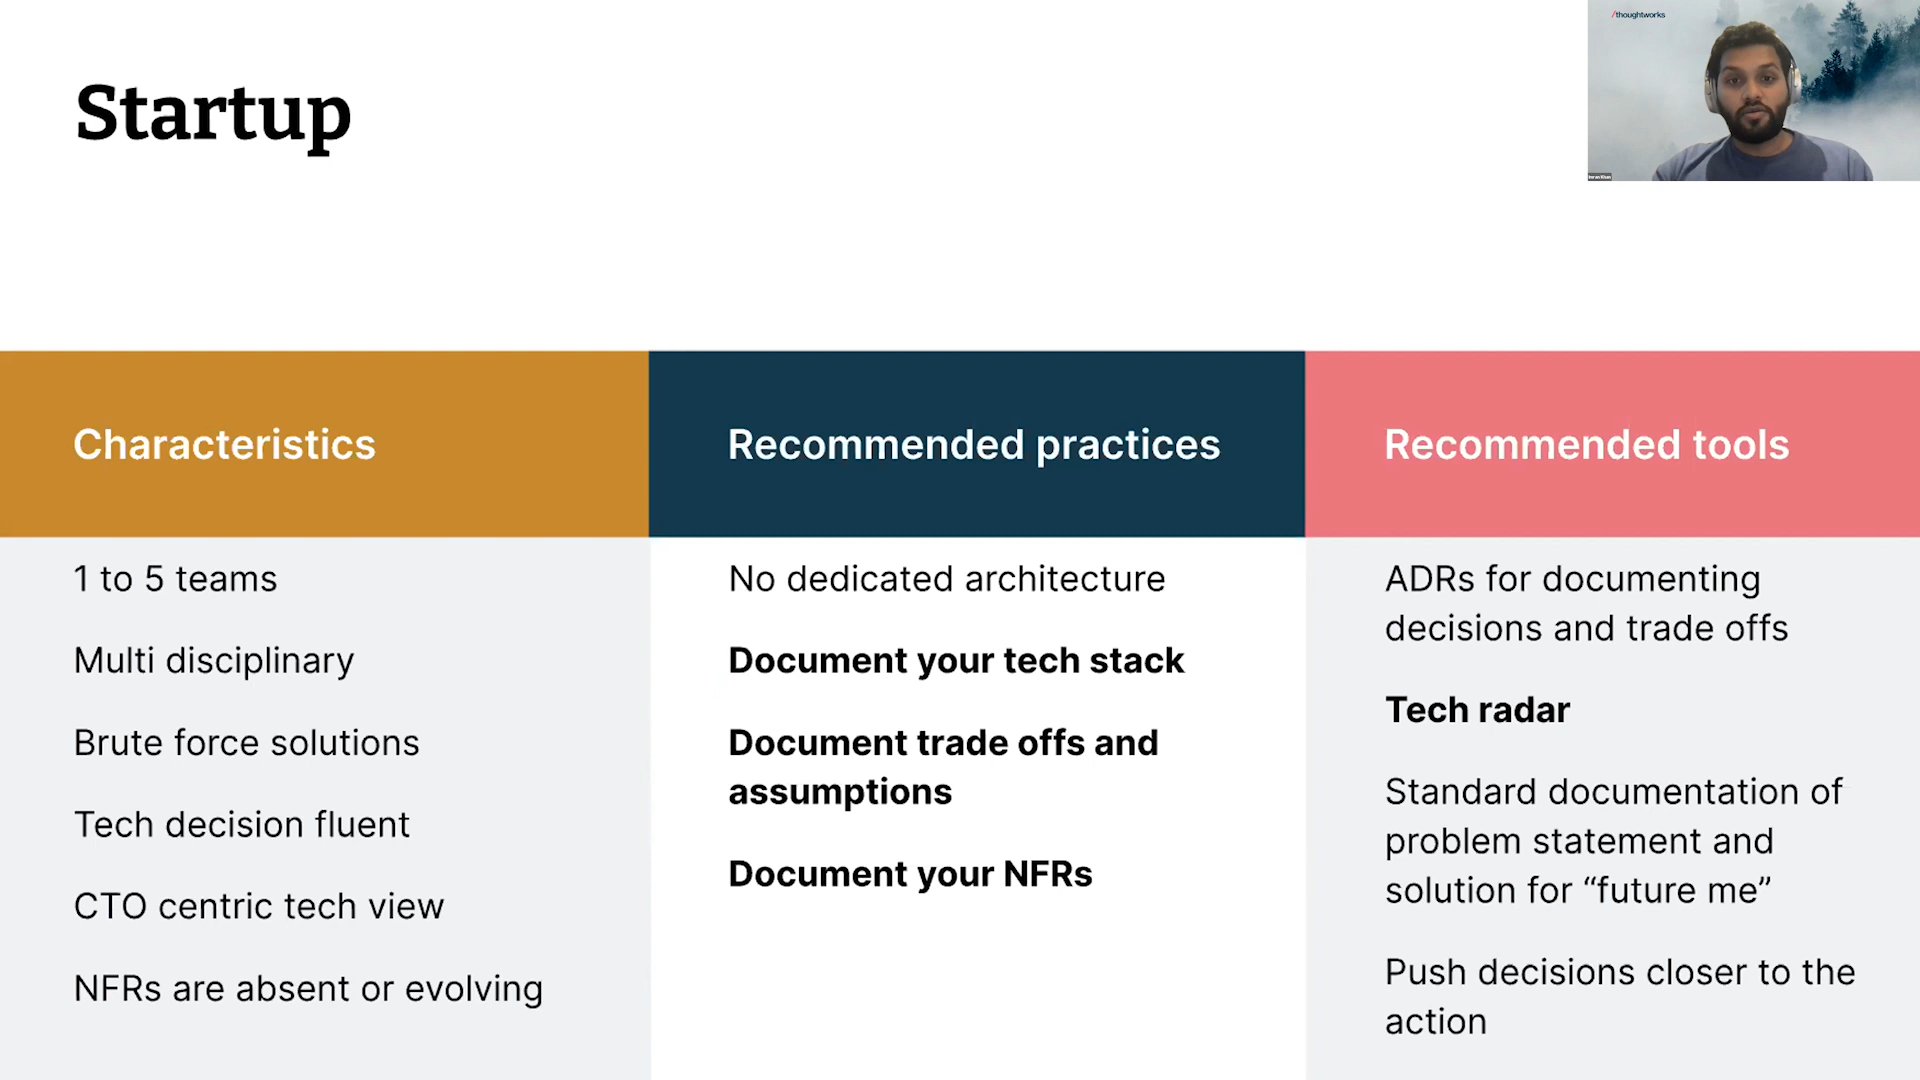 /thoughtworks
Startup
Imran Khan
Characteristics
Recommended practices
Recommended tools
1 to 5 teams
Multi disciplinary
Brute force solutions
Tech decision fluent
CTO centric tech view
NFRs are absent or evolving
No dedicated architecture
Document your tech stack
Document trade offs and
assumptions
Document your NFRs
ADRs for documenting
decisions and trade offs
Tech radar
Standard documentation of
problem statement and
solution for “future me”
Push decisions closer to the
action